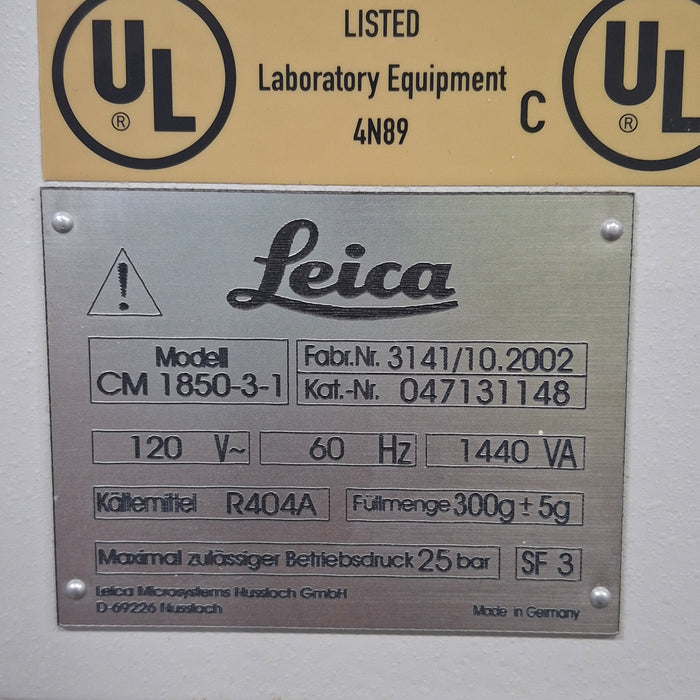 LISTED
UL ® Laboratory Equipment C UL ®
4N89
Leica
Modell
CM 1850-3-1
Fabr.Nr. 3141/10.2002
Kat.-Nr. 047131148
120 V~ 60 Hz 1440 VA
Kältemittel R404A Füllmenge 300g ± 5g
Maximal zulässiger Betriebsdruck 25 bar SF 3
Leica Microsystems Nussloch GmbH
D-69226 Nussloch
Made in Germany